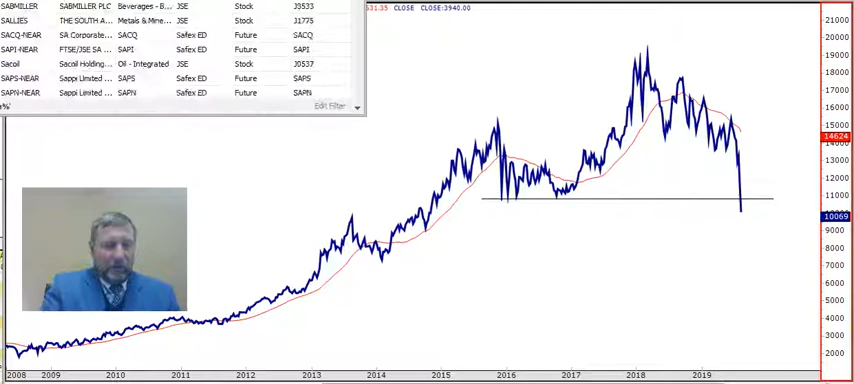 SABMILLER SABMILLER PLC Beverages - B... JSE Stock J3533
SALLIES THE SOUTH A... Metals & Mine... JSE Stock J1775
SACQ-NEAR SA Corporate... SACQ Safex ED Future SACQ
SAPI-NEAR FTSE/JSE SA ... SAPI Safex ED Future SAPI
Sacoil Sacoil Holding... Oil - Integrated JSE Stock J0537
SAPS-NEAR Sappi Limited ... SAPS Safex ED Future SAPS
SAPN-NEAR Sappi Limited ... SAPN Safex ED Future SAPN
Edit Filter
531.35 CLOSE CLOSE:3940.00
21000
20000
19000
18000
17000
16000
15000
14624
14000
13000
12000
11000
10069
9000
8000
7000
6000
5000
4000
3000
2000
2008 2009 2010 2011 2012 2013 2014 2015 2016 2017 2018 2019